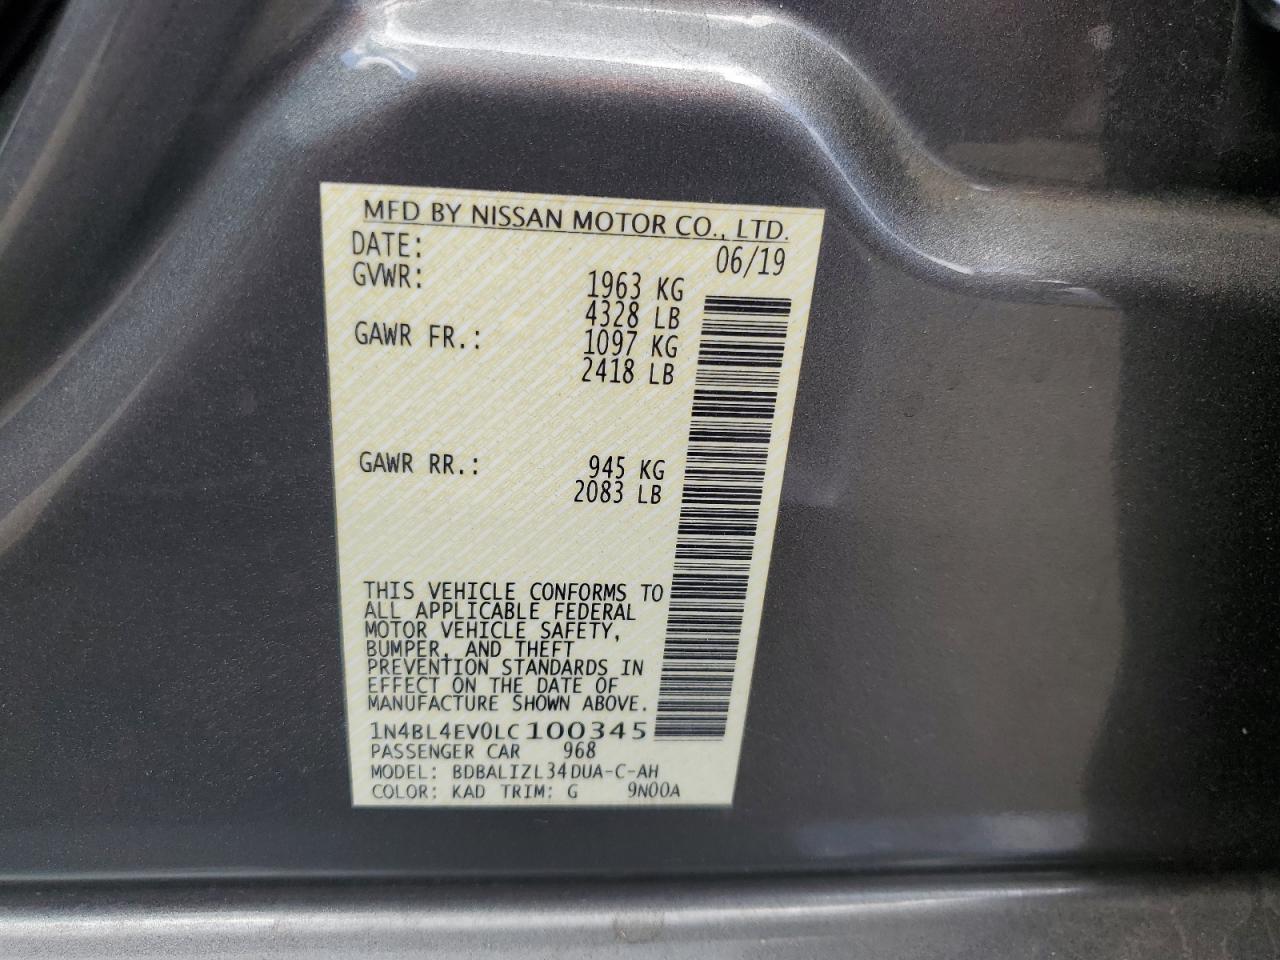 MFD BY NISSAN MOTOR CO., LTD.
DATE: 06/19
GVWR: 1963 KG
4328 LB
GAWR FR.: 1097 KG
2418 LB
GAWR RR.: 945 KG
2083 LB
THIS VEHICLE CONFORMS TO
ALL APPLICABLE FEDERAL
MOTOR VEHICLE SAFETY,
BUMPER, AND THEFT
PREVENTION STANDARDS IN
EFFECT ON THE DATE OF
MANUFACTURE SHOWN ABOVE.
1N4BL4EV0LC100345
PASSENGER CAR 968
MODEL: BDBALIZL34DUA-C-AH
COLOR: KAD TRIM: G 9N00A